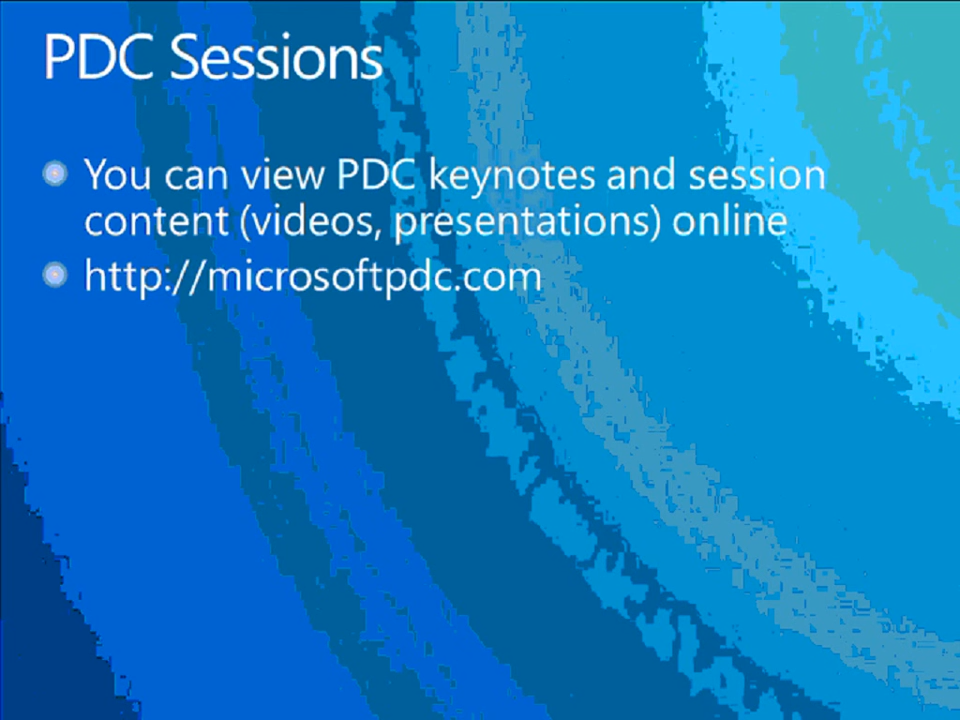 PDC Sessions
You can view PDC keynotes and session
content (videos, presentations) online
http://microsoftpdc.com